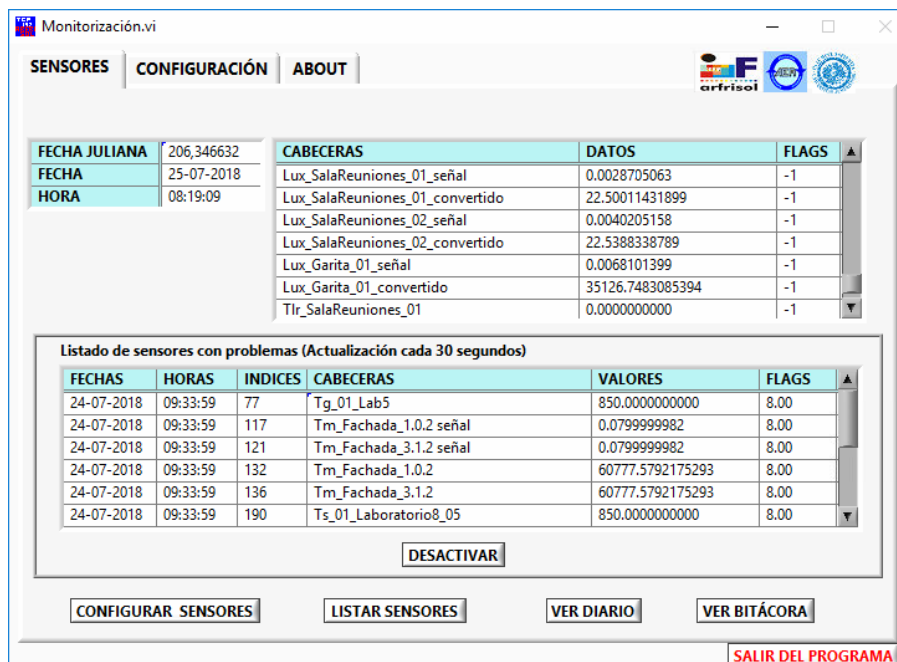 Monitorización.vi
SENSORES CONFIGURACIÓN ABOUT
arfrisol
FECHA JULIANA 206,346632
FECHA 25-07-2018
HORA 08:19:09
CABECERAS DATOS FLAGS
Lux_SalaReuniones_01_señal 0.0028705063 -1
Lux_SalaReuniones_01_convertido 22.50011431899 -1
Lux_SalaReuniones_02_señal 0.0040205158 -1
Lux_SalaReuniones_02_convertido 22.5388338789 -1
Lux_Garita_01_señal 0.0068101399 -1
Lux_Garita_01_convertido 35126.7483085394 -1
Tlr_SalaReuniones_01 0.0000000000 -1
Listado de sensores con problemas (Actualización cada 30 segundos)
FECHAS HORAS INDICES CABECERAS VALORES FLAGS
24-07-2018 09:33:59 77 Tg_01_Lab5 850.0000000000 8.00
24-07-2018 09:33:59 117 Tm_Fachada_1.0.2 señal 0.0799999982 8.00
24-07-2018 09:33:59 121 Tm_Fachada_3.1.2 señal 0.0799999982 8.00
24-07-2018 09:33:59 132 Tm_Fachada_1.0.2 60777.5792175293 8.00
24-07-2018 09:33:59 136 Tm_Fachada_3.1.2 60777.5792175293 8.00
24-07-2018 09:33:59 190 Ts_01_Laboratorio8_05 850.0000000000 8.00
DESACTIVAR
CONFIGURAR SENSORES LISTAR SENSORES VER DIARIO VER BITÁCORA
SALIR DEL PROGRAMA